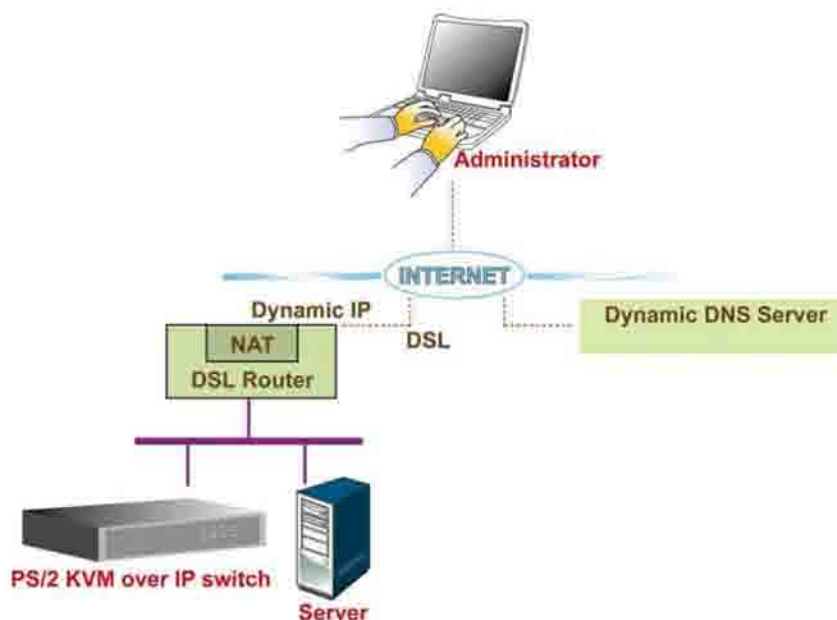 Administrator
INTERNET
Dynamic IP
Dynamic DNS Server
DSL
NAT
DSL Router
PS/2 KVM over IP switch
Server